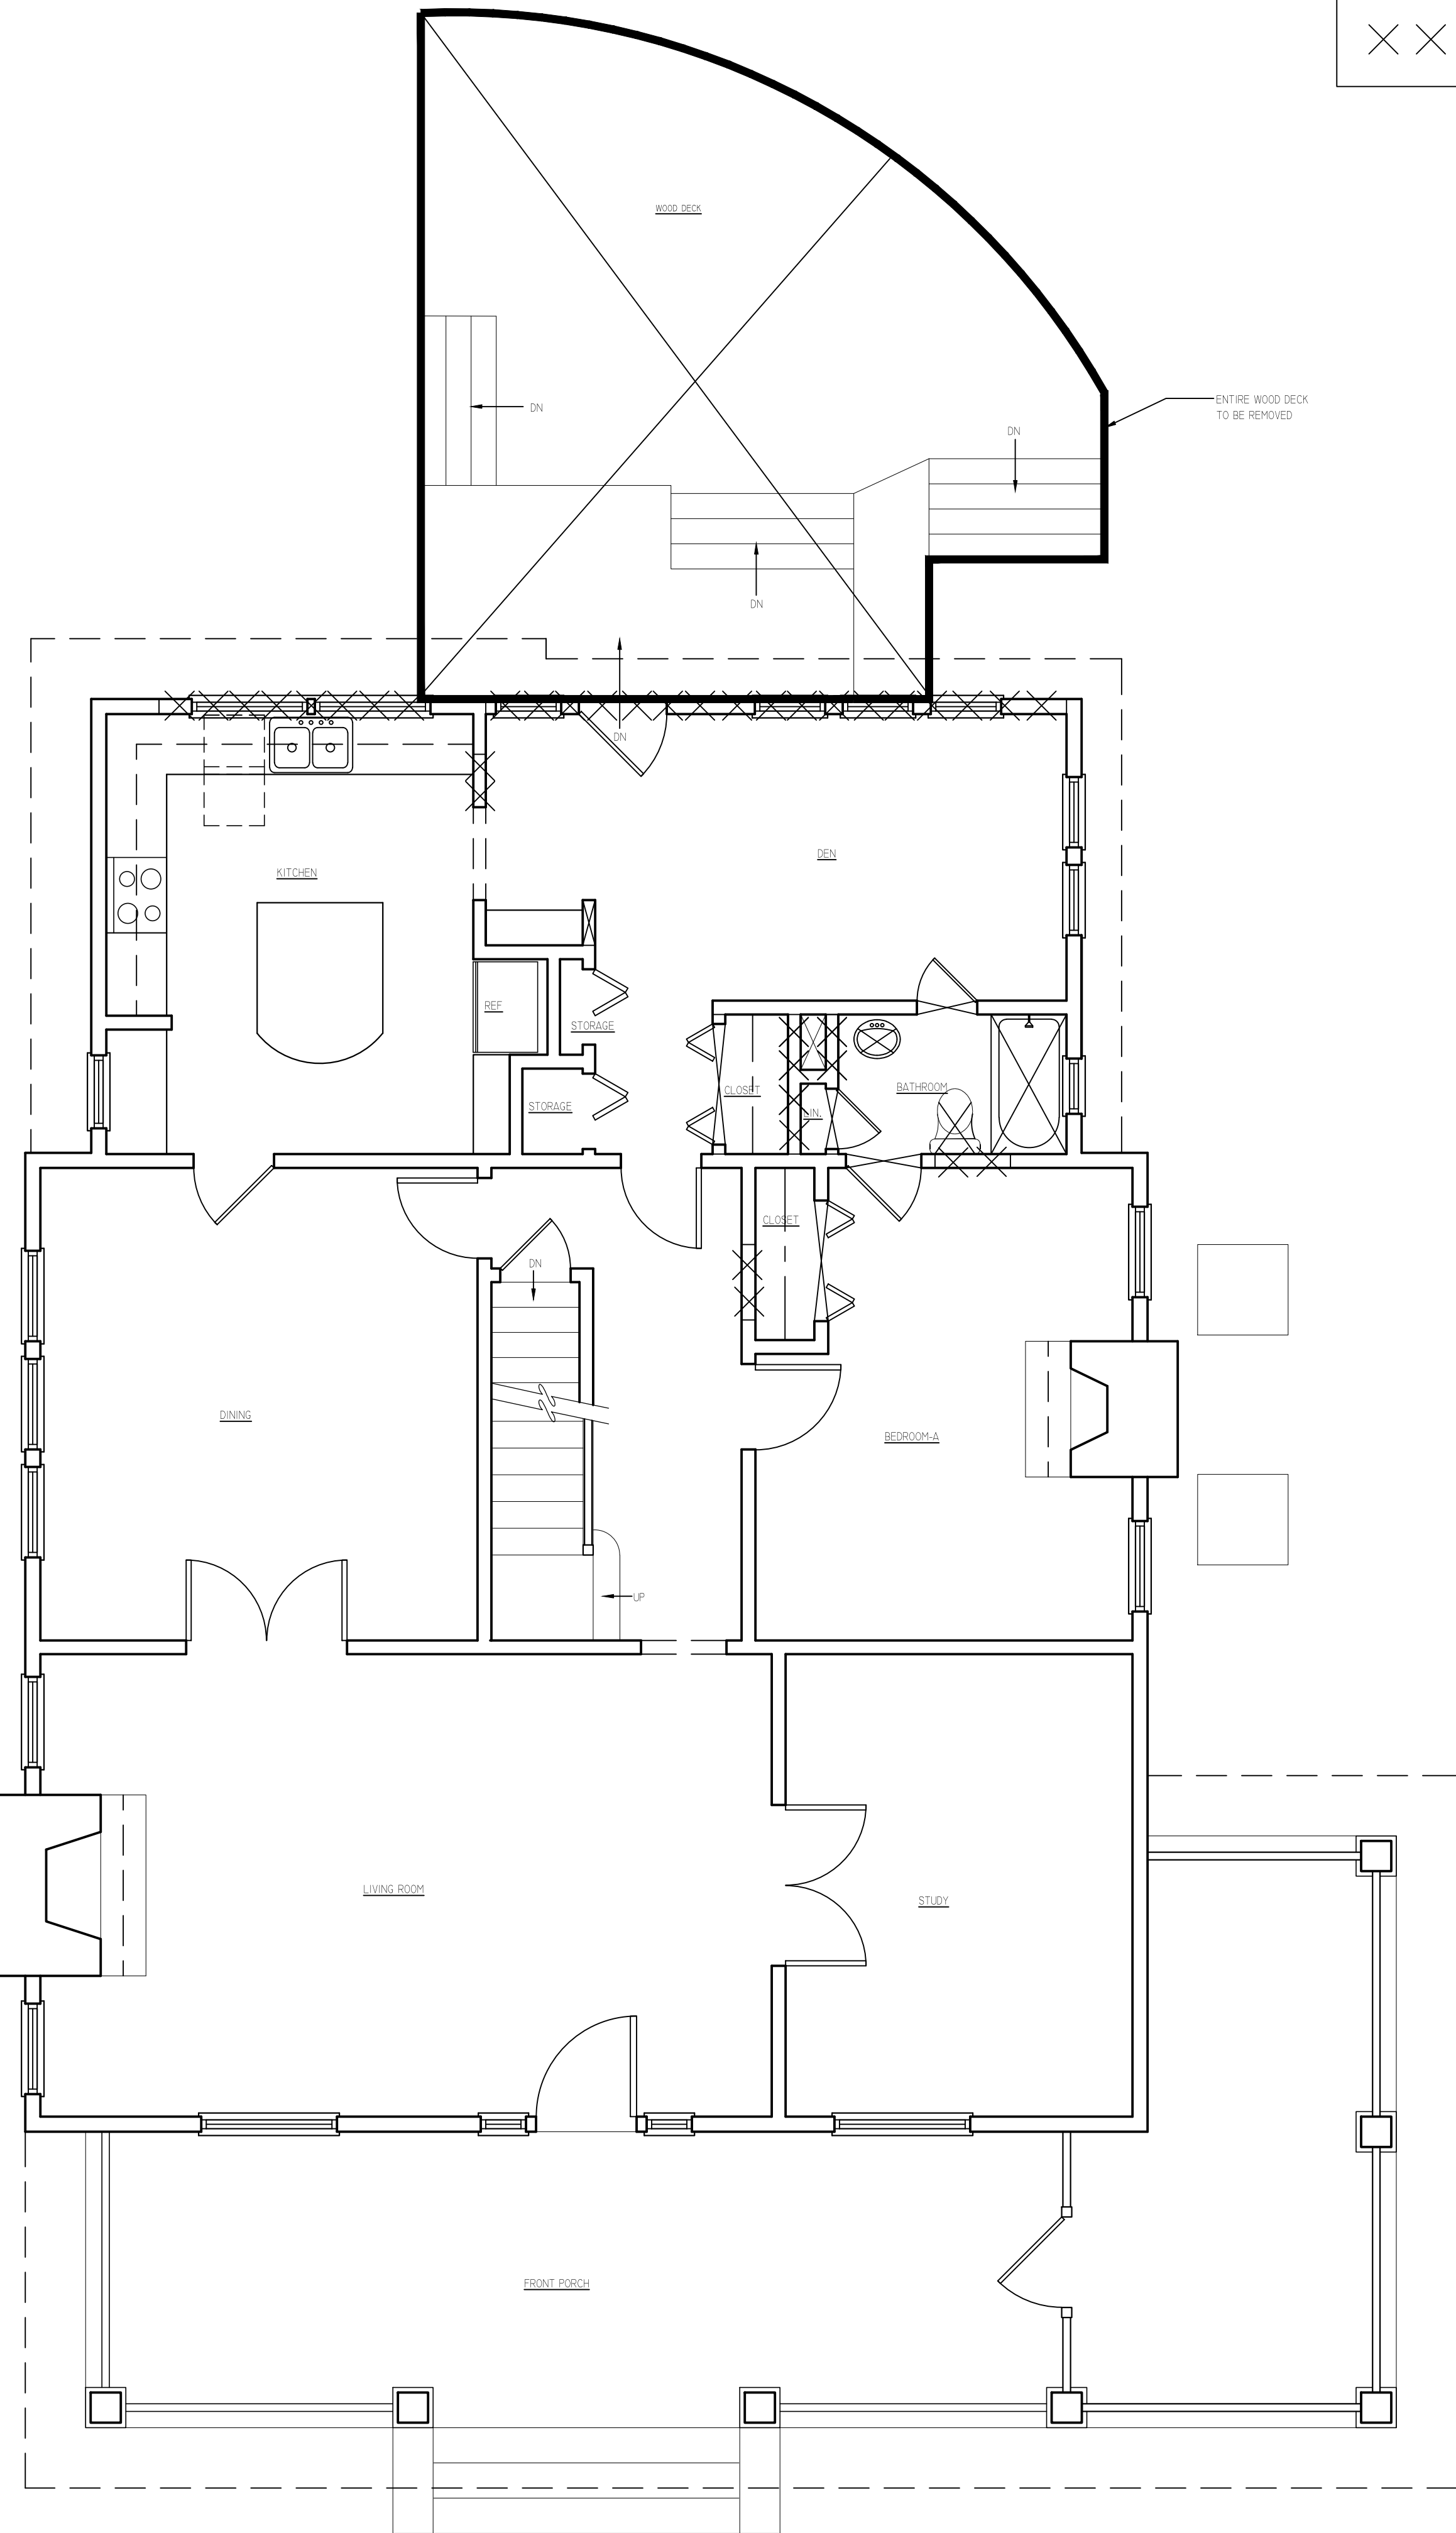 WOOD DECK
ENTIRE WOOD DECK
TO BE REMOVED
DN
DN
DN
DN
DEN
KITCHEN
REF
STORAGE
CLOSET
BATHROOM
STORAGE
LIN.
CLOSET
DN
DINING
BEDROOM-A
UP
LIVING ROOM
STUDY
FRONT PORCH